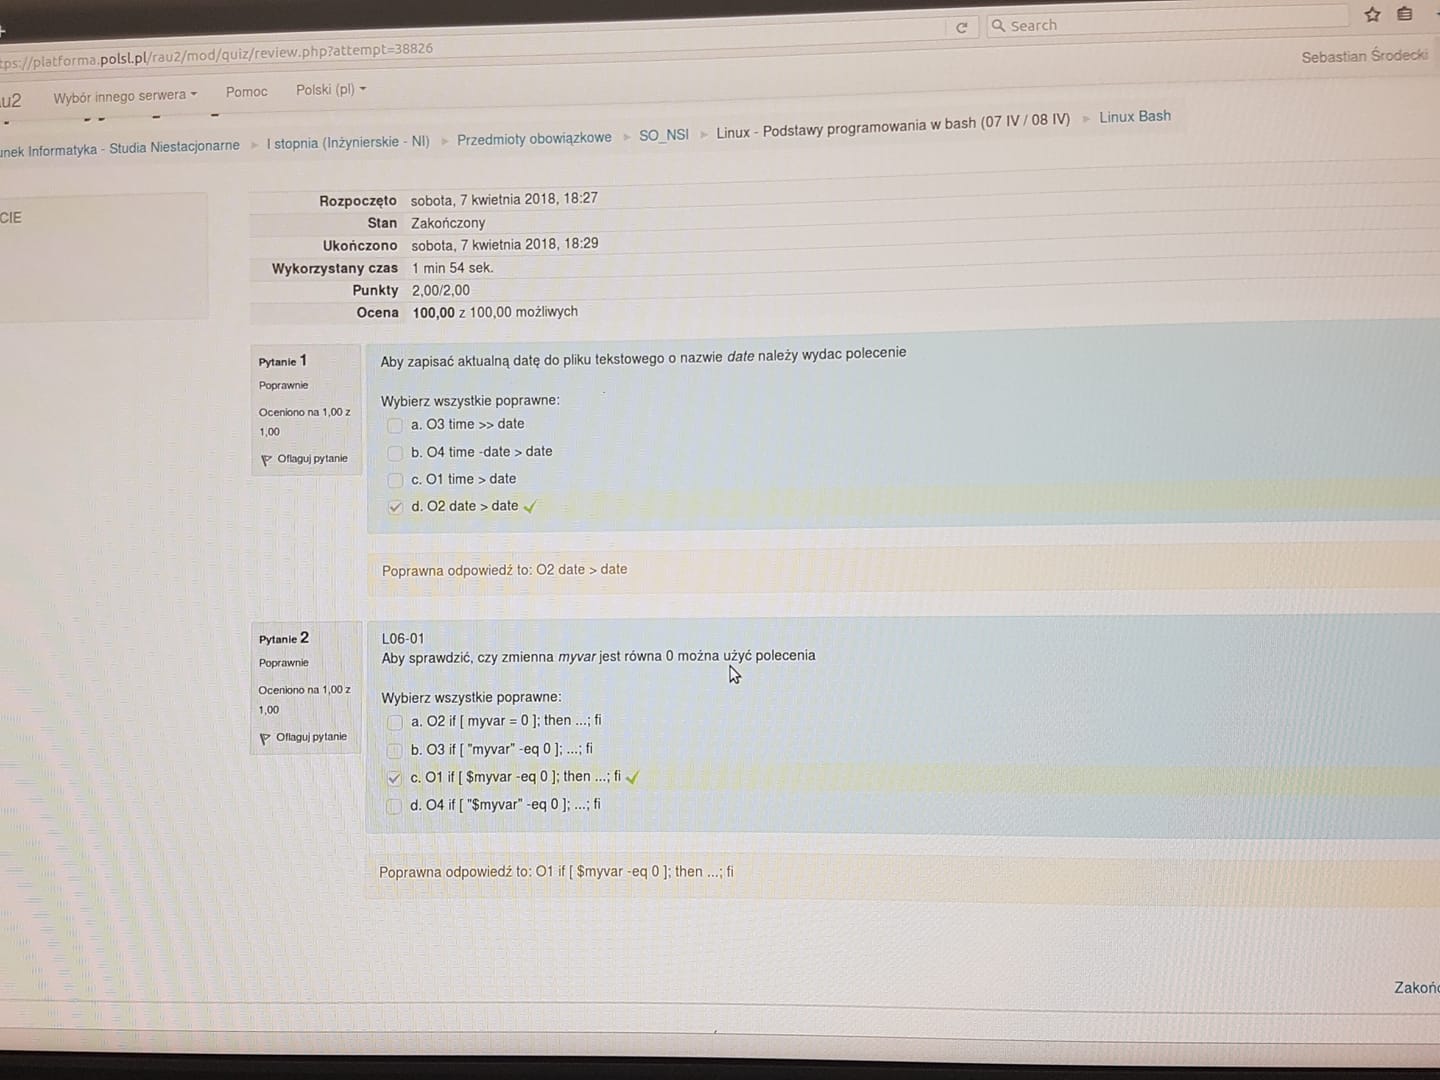 tps://platforma.polsl.pl/rau2/mod/quiz/review.php?attempt=38826
Search
Sebastian Środecki
au2 Wybór innego serwera Pomoc Polski (pl)
unek Informatyka - Studia Niestacjonarne I stopnia (Inżynierskie - NI) Przedmioty obowiązkowe SO_NSI Linux - Podstawy programowania w bash (07 IV / 08 IV) Linux Bash
CIE
Rozpoczęto sobota, 7 kwietnia 2018, 18:27
Stan Zakończony
Ukończono sobota, 7 kwietnia 2018, 18:29
Wykorzystany czas 1 min 54 sek.
Punkty 2,00/2,00
Ocena 100,00 z 100,00 możliwych
Pytanie 1
Poprawnie
Oceniono na 1,00 z
1,00
Oflaguj pytanie
Aby zapisać aktualną datę do pliku tekstowego o nazwie date należy wydac polecenie
Wybierz wszystkie poprawne:
a. O3 time >> date
b. O4 time -date > date
c. O1 time > date
d. O2 date > date
Poprawna odpowiedź to: O2 date > date
Pytanie 2
Poprawnie
Oceniono na 1,00 z
1,00
Oflaguj pytanie
L06-01
Aby sprawdzić, czy zmienna myvar jest równa 0 można użyć polecenia
Wybierz wszystkie poprawne:
a. O2 if [ myvar = 0 ]; then ...; fi
b. O3 if [ "myvar" -eq 0 ]; ...; fi
c. O1 if [ $myvar -eq 0 ]; then ...; fi
d. O4 if [ "$myvar" -eq 0 ]; ...; fi
Poprawna odpowiedź to: O1 if [ $myvar -eq 0 ]; then ...; fi
Zakońc